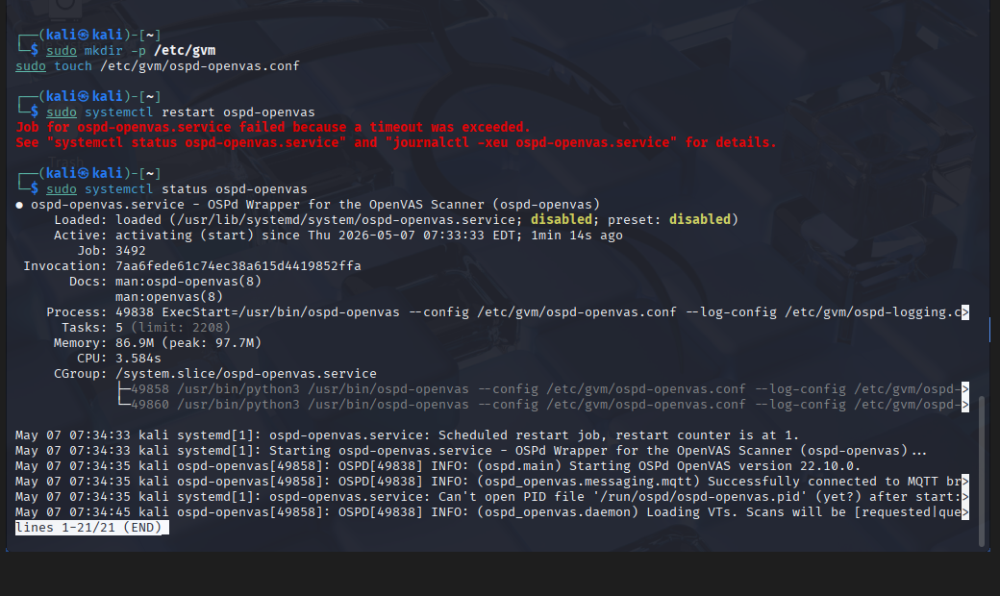 ┌──(kali㉿kali)-[~]
└─$ sudo mkdir -p /etc/gvm
sudo touch /etc/gvm/ospd-openvas.conf
┌──(kali㉿kali)-[~]
└─$ sudo systemctl restart ospd-openvas
Job for ospd-openvas.service failed because a timeout was exceeded.
See "systemctl status ospd-openvas.service" and "journalctl -xeu ospd-openvas.service" for details.
┌──(kali㉿kali)-[~]
└─$ sudo systemctl status ospd-openvas
● ospd-openvas.service - OSPd Wrapper for the OpenVAS Scanner (ospd-openvas)
Loaded: loaded (/usr/lib/systemd/system/ospd-openvas.service; disabled; preset: disabled)
Active: activating (start) since Thu 2026-05-07 07:33:33 EDT; 1min 14s ago
Job: 3492
Invocation: 7aa6fede61c74ec38a615d4419852ffa
Docs: man:ospd-openvas(8)
man:openvas(8)
Process: 49838 ExecStart=/usr/bin/ospd-openvas --config /etc/gvm/ospd-openvas.conf --log-config /etc/gvm/ospd-logging.c>
Tasks: 5 (limit: 2208)
Memory: 86.9M (peak: 97.7M)
CPU: 3.584s
CGroup: /system.slice/ospd-openvas.service
├─49858 /usr/bin/python3 /usr/bin/ospd-openvas --config /etc/gvm/ospd-openvas.conf --log-config /etc/gvm/ospd->
└─49860 /usr/bin/python3 /usr/bin/ospd-openvas --config /etc/gvm/ospd-openvas.conf --log-config /etc/gvm/ospd->
May 07 07:34:33 kali systemd[1]: ospd-openvas.service: Scheduled restart job, restart counter is at 1.
May 07 07:34:33 kali systemd[1]: Starting ospd-openvas.service - OSPd Wrapper for the OpenVAS Scanner (ospd-openvas)...
May 07 07:34:35 kali ospd-openvas[49858]: OSPD[49838] INFO: (ospd.main) Starting OSPd OpenVAS version 22.10.0.
May 07 07:34:35 kali ospd-openvas[49858]: OSPD[49838] INFO: (ospd_openvas.messaging.mqtt) Successfully connected to MQTT br>
May 07 07:34:35 kali systemd[1]: ospd-openvas.service: Can't open PID file '/run/ospd/ospd-openvas.pid' (yet?) after start:>
May 07 07:34:45 kali ospd-openvas[49858]: OSPD[49838] INFO: (ospd_openvas.daemon) Loading VTs. Scans will be [requested|que>
lines 1-21/21 (END)